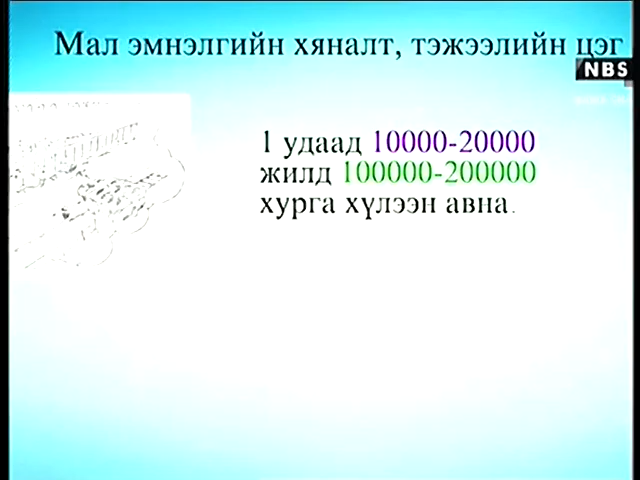 Мал эмнэлгийн хяналт, тэжээлийн цэг
NBS
1 удаад 10000-20000
жилд 100000-200000
хурга хүлээн авна.